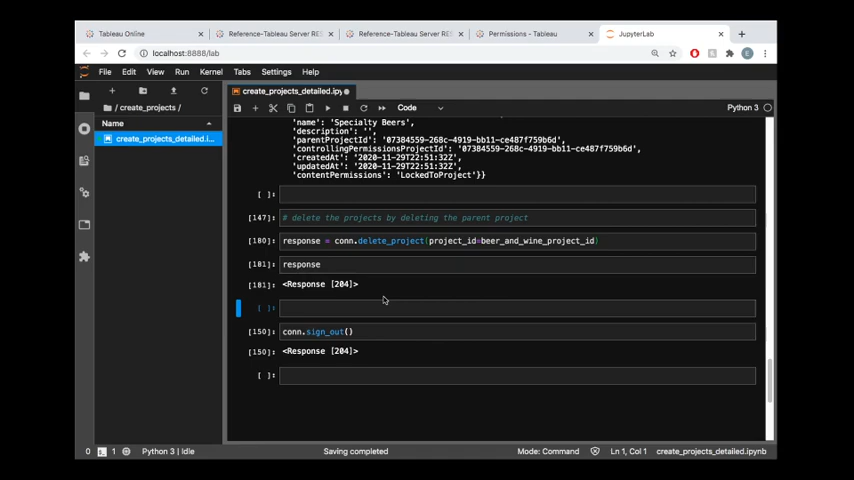 Tableau Online
Reference-Tableau Server RES
Reference-Tableau Server RES
Permissions - Tableau
JupyterLab
localhost:8888/lab
File Edit View Run Kernel Tabs Settings Help
create_projects_detailed.ipy
/ create_projects /
Code
Python 3
Name
create_projects_detailed.i...
'name': 'Specialty Beers',
'description': '',
'parentProjectId': '07384559-268c-4919-bb11-ce487f759b6d',
'controllingPermissionsProjectId': '07384559-268c-4919-bb11-ce487f759b6d',
'createdAt': '2020-11-29T22:51:32Z',
'updatedAt': '2020-11-29T22:51:32Z',
'contentPermissions': 'LockedToProject'}}
[ ]:
[147]: # delete the projects by deleting the parent project
[180]: response = conn.delete_project(project_id=beer_and_wine_project_id)
[181]: response
[181]: <Response [204]>
[ ]:
[150]: conn.sign_out()
[150]: <Response [204]>
[ ]:
0 1 Python 3 | Idle Saving completed Mode: Command Ln 1, Col 1 create_projects_detailed.ipynb